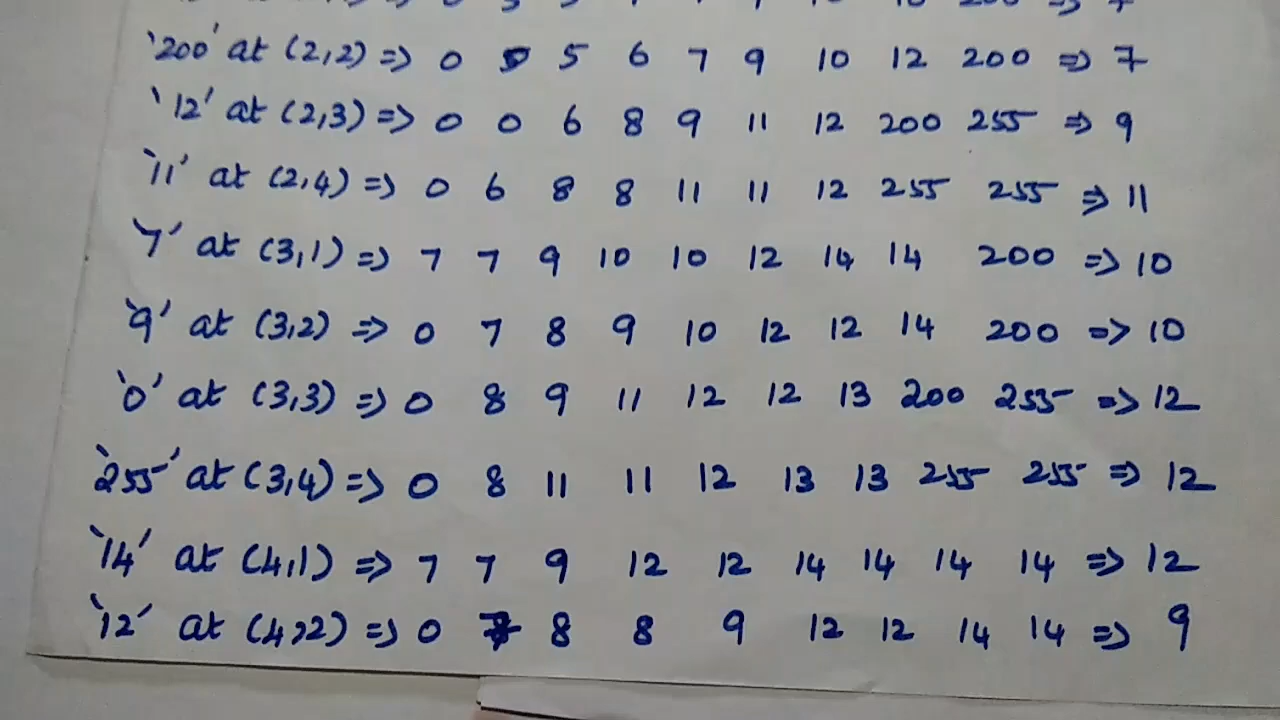 '200' at (2,2) => 0 5 5 6 7 9 10 12 200 => 7
'12' at (2,3) => 0 0 6 8 9 11 12 200 255 => 9
'11' at (2,4) => 0 6 8 8 11 11 12 255 255 => 11
'7' at (3,1) => 7 7 9 10 10 12 14 14 200 => 10
'9' at (3,2) => 0 7 8 9 10 12 12 14 200 => 10
'0' at (3,3) => 0 8 9 11 12 12 13 200 255 => 12
'255' at (3,4) => 0 8 11 11 12 13 13 255 255 => 12
'14' at (4,1) => 7 7 9 12 12 14 14 14 14 => 12
'12' at (4,2) => 0 7 8 8 9 12 12 14 14 => 9